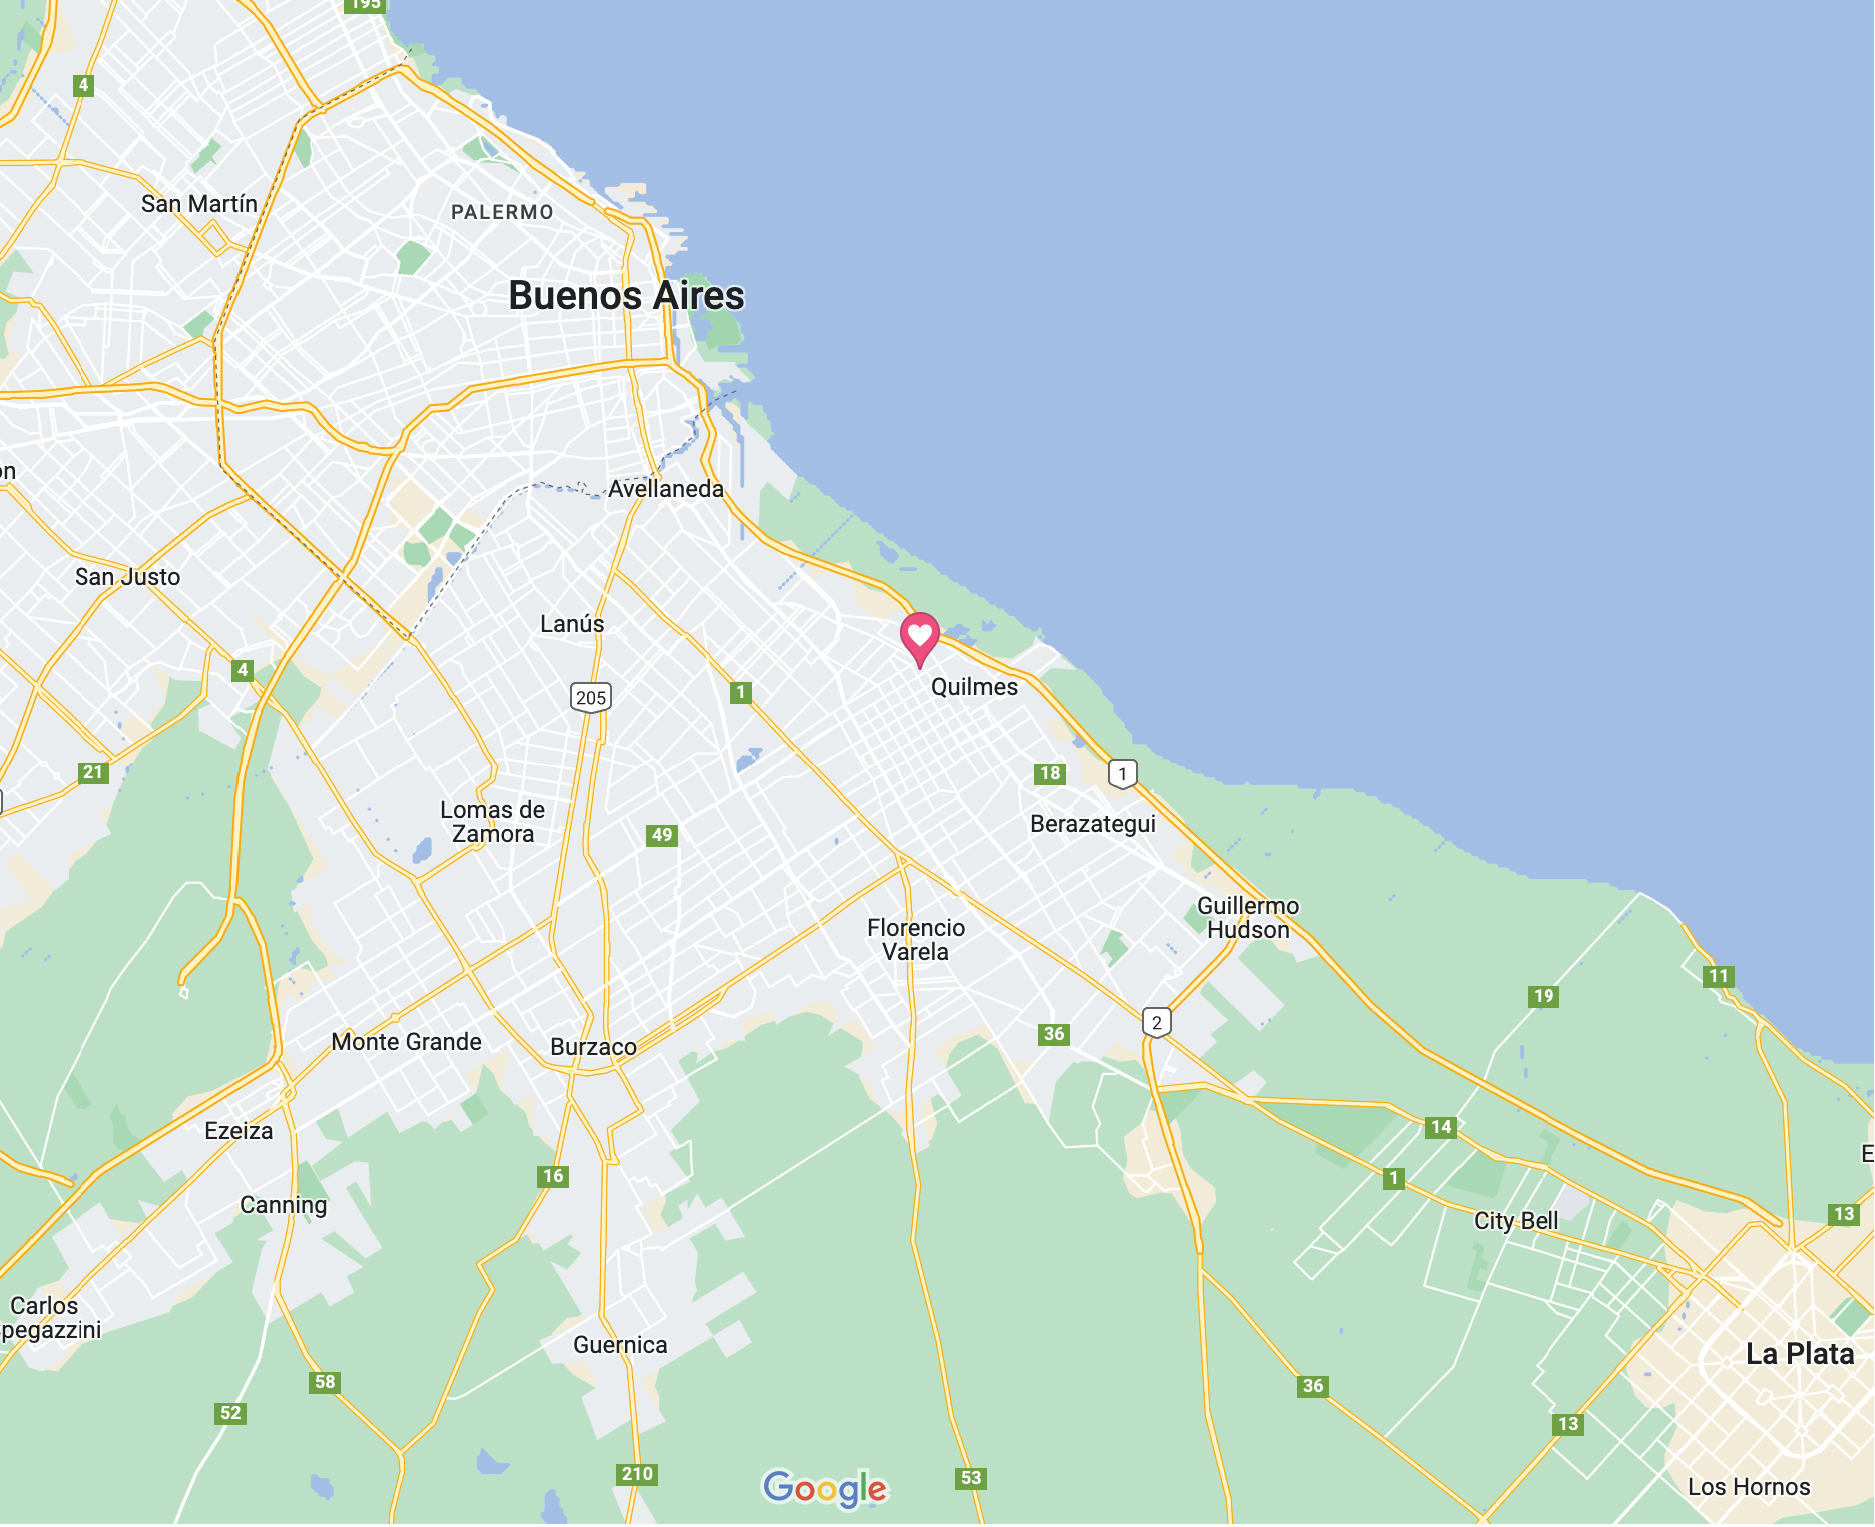 195
4
San Martín
PALERMO
Buenos Aires
on
Avellaneda
San Justo
Lanús
4
205
1
Quilmes
21
18
1
Lomas de
Zamora
49
Berazategui
Guillermo
Hudson
Florencio
Varela
11
19
2
36
Monte Grande
Burzaco
Ezeiza
14
E
16
1
Canning
City Bell
13
Carlos
pegazzini
Guernica
La Plata
58
36
52
13
210
Google
53
Los Hornos